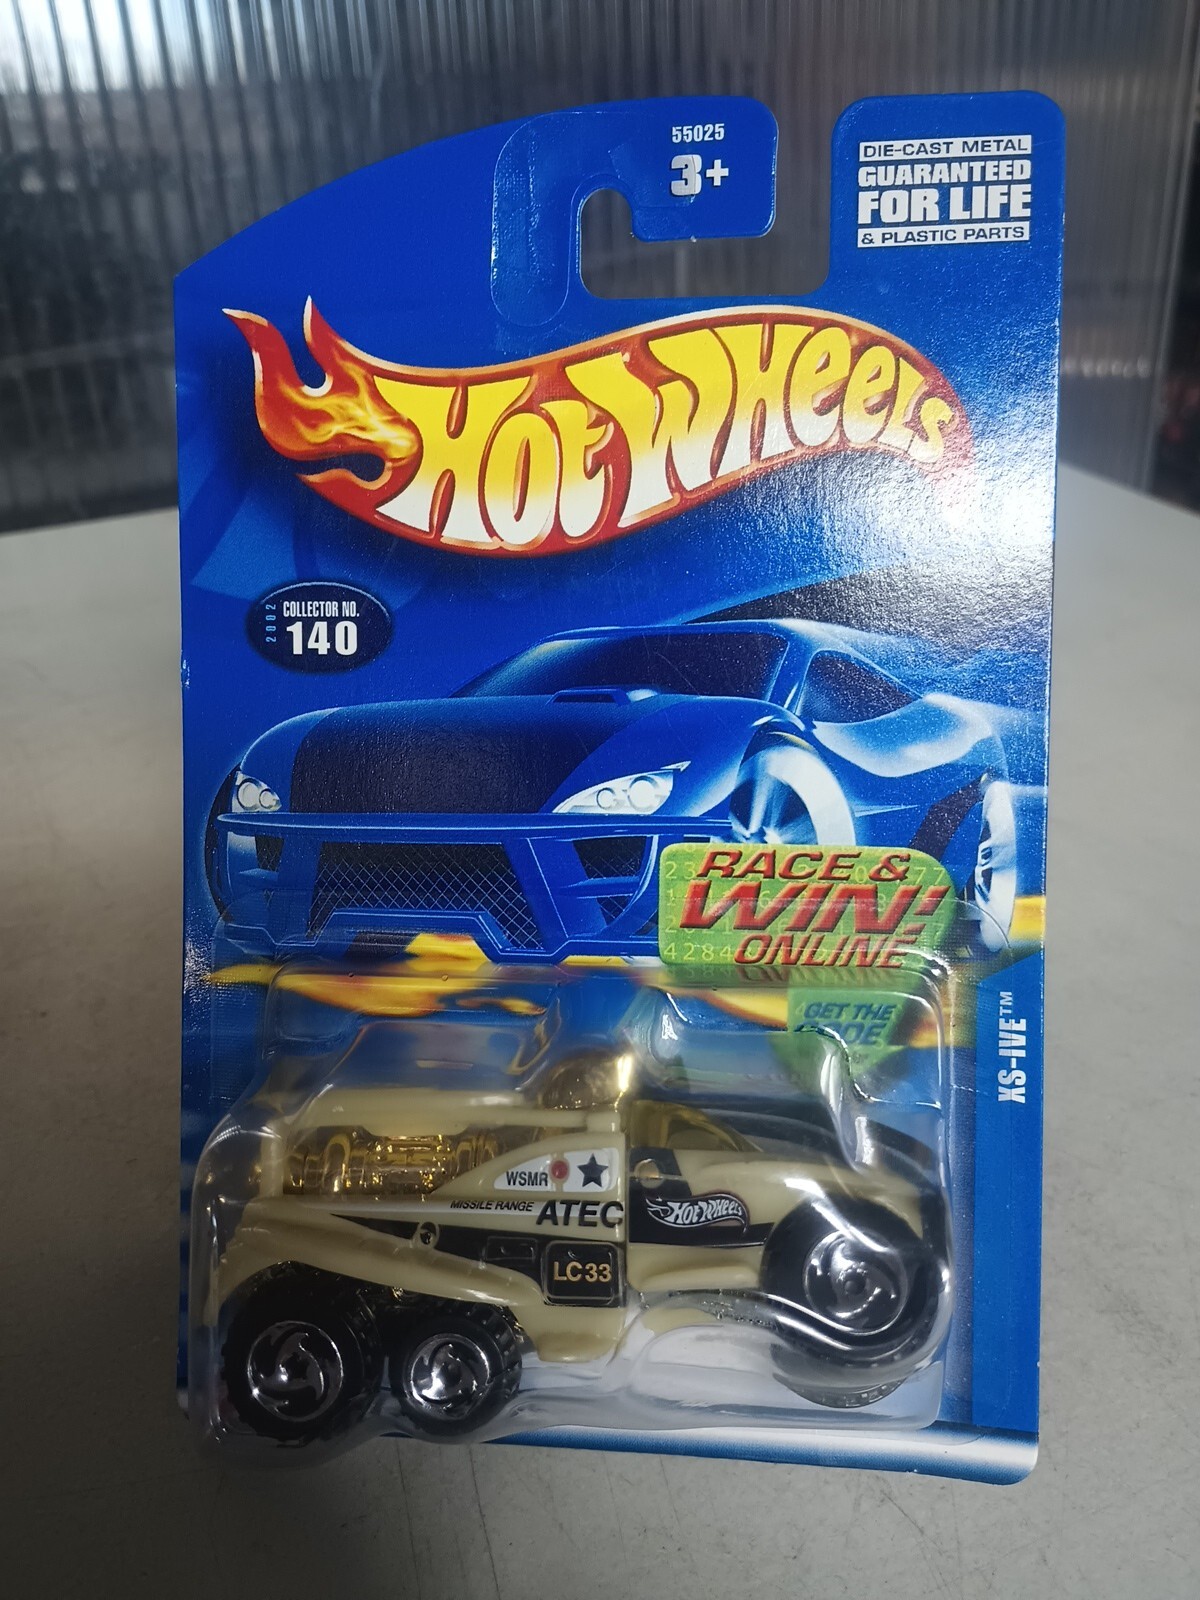 55025
3+
DIE-CAST METAL
GUARANTEED
FOR LIFE
& PLASTIC PARTS
HOT WHEELS
2002
COLLECTOR NO.
140
RACE &
WIN!
ONLINE
GET THE
XS-IVE™
WSMR
MISSILE RANGE
ATEC
HOT WHEELS
LC33